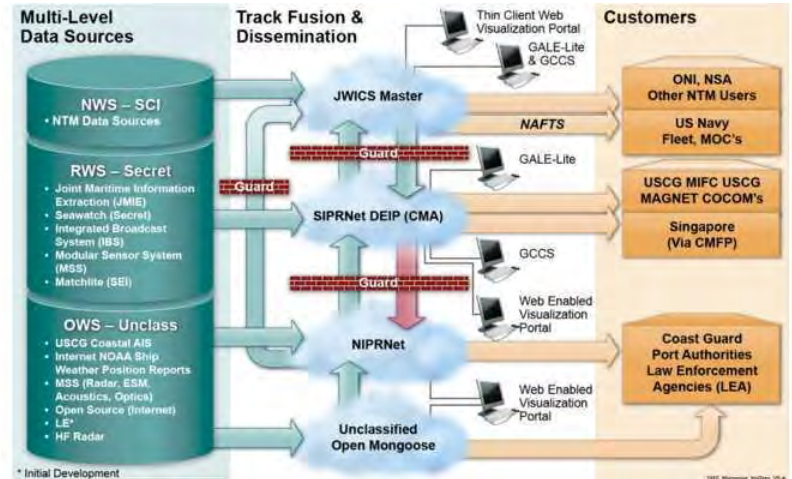 Multi-Level
Data Sources
Track Fusion &
Dissemination
Customers
NWS – SCI
• NTM Data Sources
RWS – Secret
• Joint Maritime Information
Extraction (JMIE)
• Seawatch (Secret)
• Integrated Broadcast
System (IBS)
• Modular Sensor System
(MSS)
• Matchlite (SEI)
OWS – Unclass
• USCG Coastal AIS
• Internet NOAA Ship
Weather Position Reports
• MSS (Radar, ESM,
Acoustics, Optics)
• Open Source (Internet)
• LE*
• HF Radar
* Initial Development
Thin Client Web
Visualization Portal
GALE-Lite
& GCCS
JWICS Master
NAFTS
Guard
Guard
GALE-Lite
SIPRNet DEIP (CMA)
GCCS
Guard
Web Enabled
Visualization
Portal
NIPRNet
Web Enabled
Visualization
Portal
Unclassified
Open Mongoose
ONI, NSA
Other NTM Users
US Navy
Fleet, MOC's
USCG MIFC USCG
MAGNET COCOM's
Singapore
(Via CMFP)
Coast Guard
Port Authorities
Law Enforcement
Agencies (LEA)